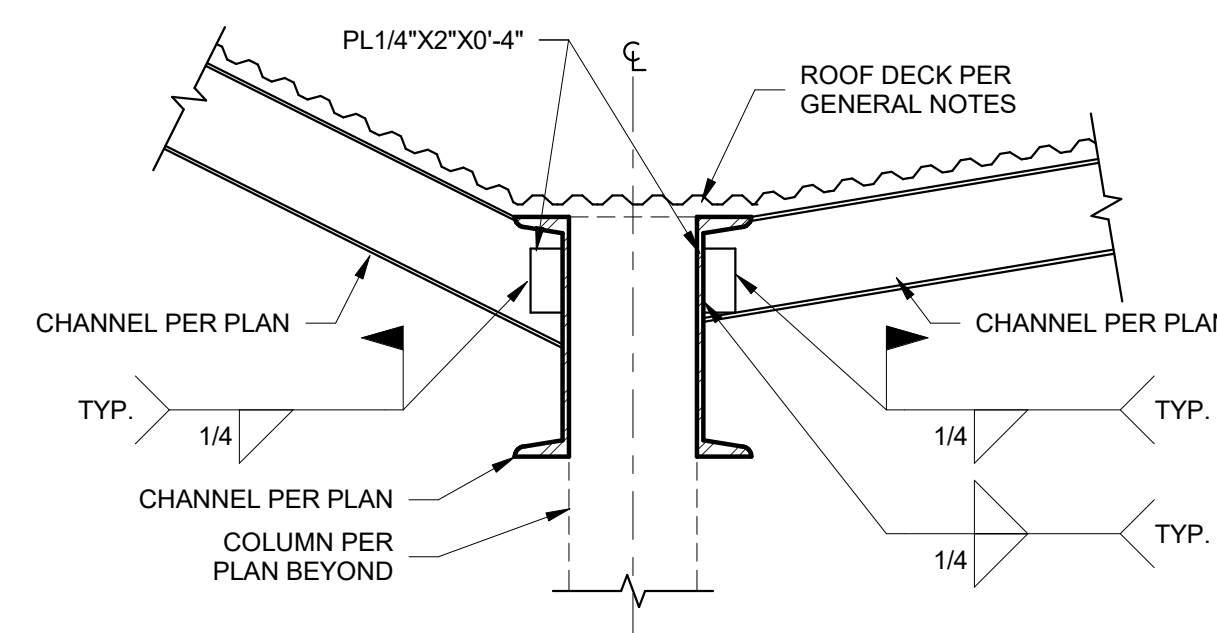 PL1/4"X2"X0'-4"
℄
ROOF DECK PER
GENERAL NOTES
CHANNEL PER PLAN
CHANNEL PER PLAN
TYP.
1/4
1/4
TYP.
CHANNEL PER PLAN
COLUMN PER
PLAN BEYOND
1/4
TYP.